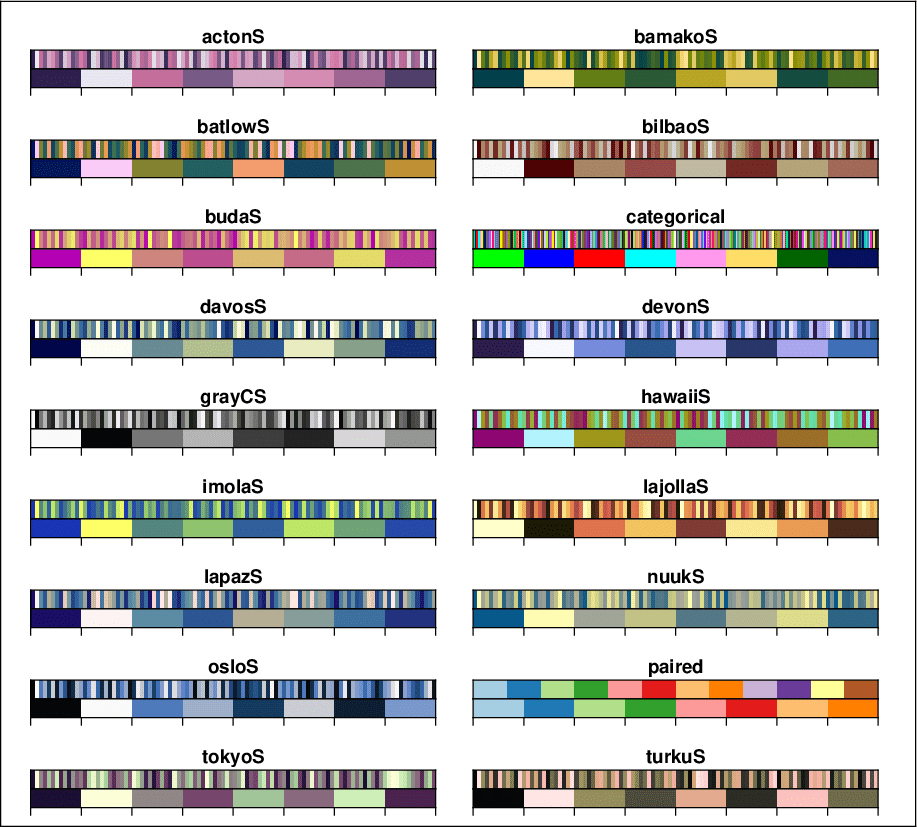 actonS
bamakoS
batlowS
bilbaoS
budaS
categorical
davosS
devonS
grayCS
hawaiiS
imolaS
lajollaS
lapazS
nuukS
osloS
paired
tokyoS
turkuS